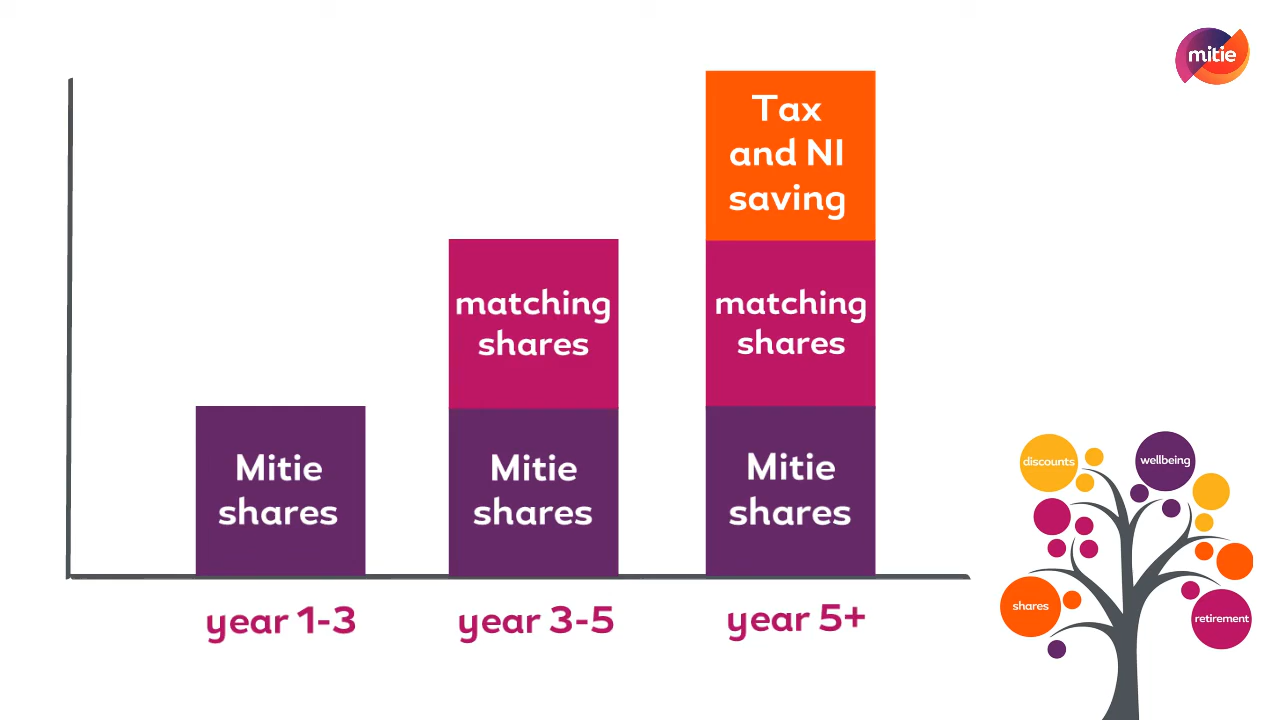 mitie
Tax
and NI
saving
matching
shares
matching
shares
Mitie
shares
Mitie
shares
Mitie
shares
year 1-3
year 3-5
year 5+
discounts
wellbeing
shares
retirement